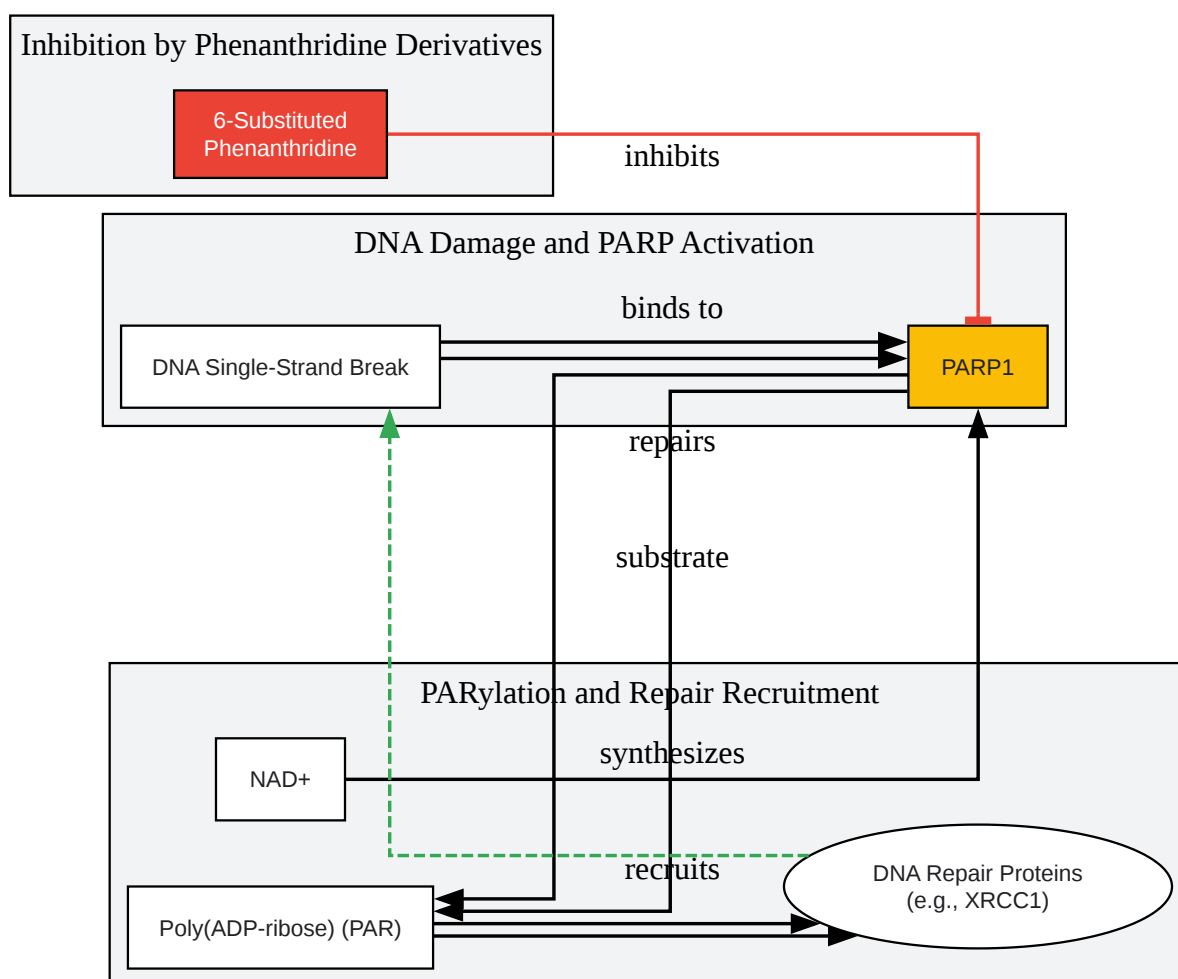 Inhibition by Phenanthridine Derivatives
6-Substituted
Phenanthridine
inhibits
DNA Damage and PARP Activation
binds to
DNA Single-Strand Break
PARP1
repairs
substrate
PARylation and Repair Recruitment
synthesizes
NAD+
recruits
DNA Repair Proteins
(e.g., XRCC1)
Poly(ADP-ribose) (PAR)